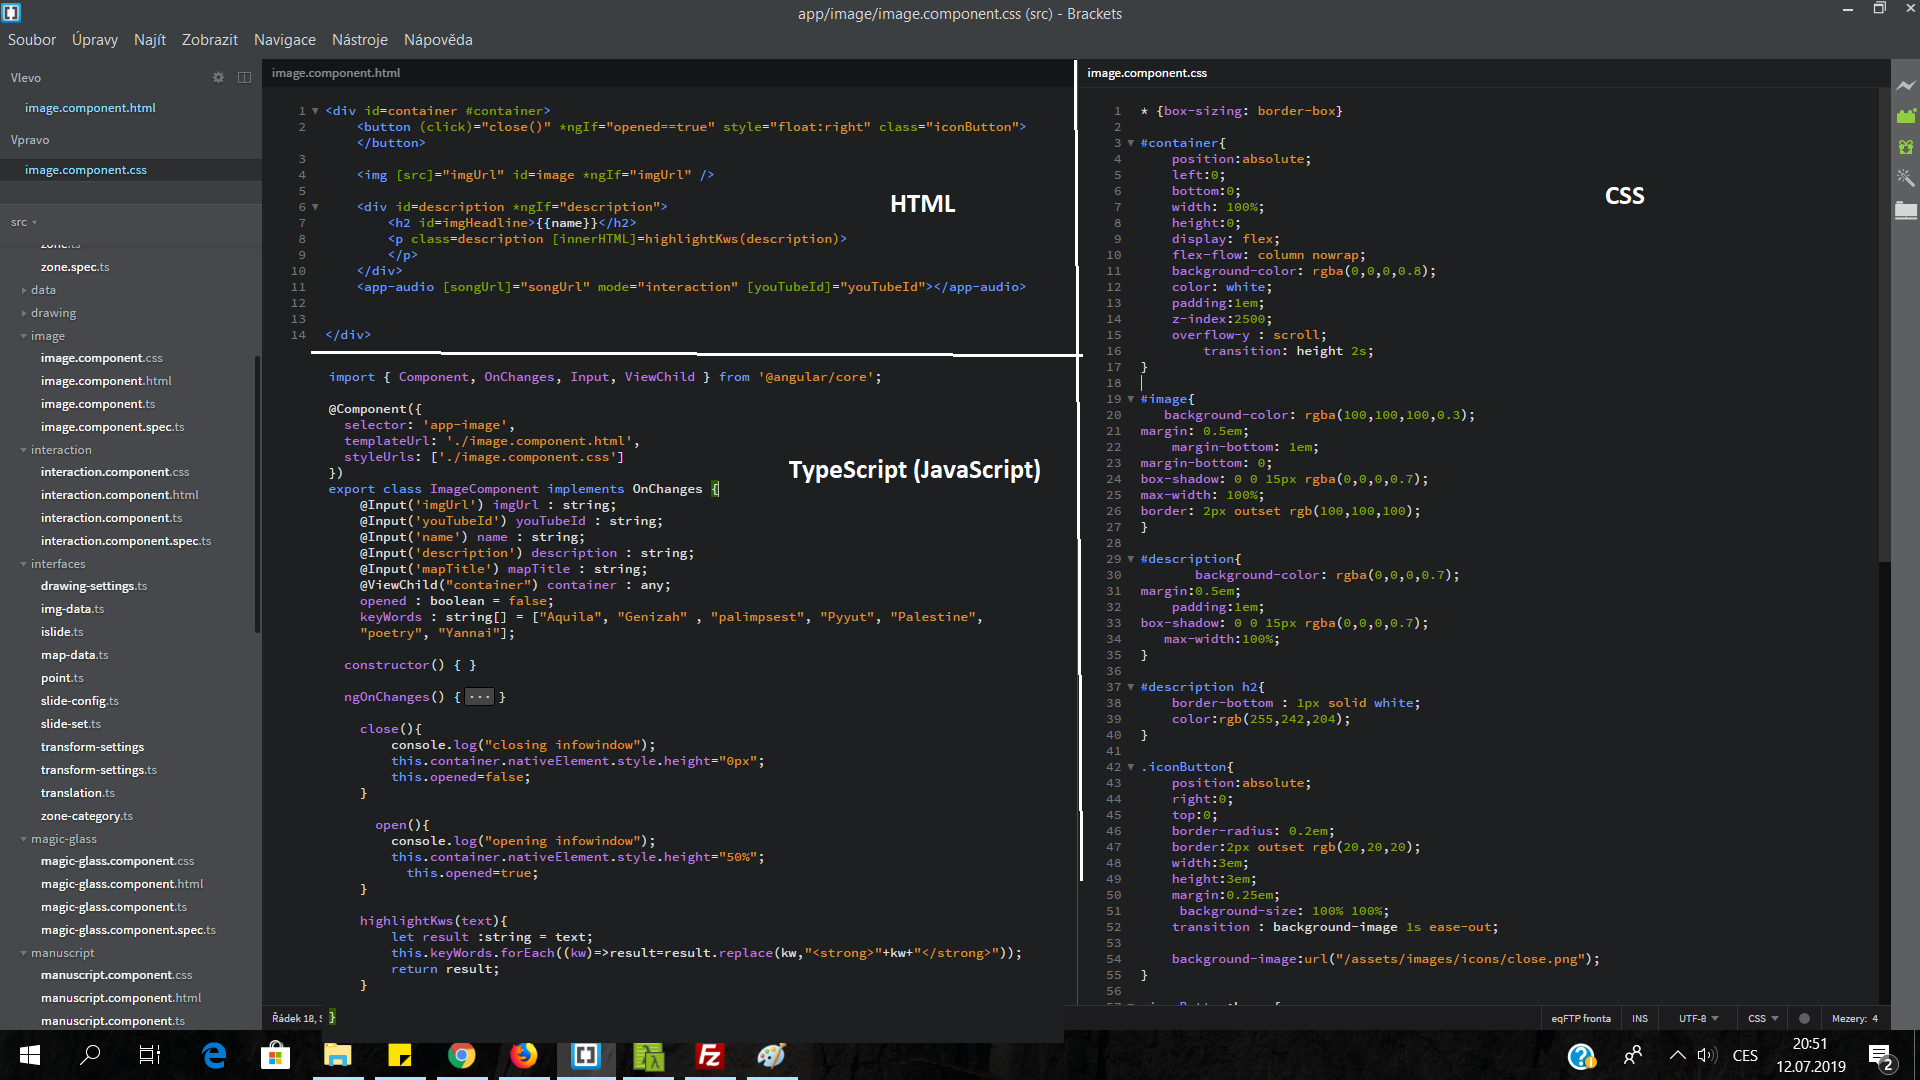 app/image/image.component.css (src) - Brackets
Soubor Úpravy Najít Zobrazit Navigace Nástroje Nápověda
Vlevo
image.component.html
Vpravo
image.component.css
src
zone.spec.ts
data
drawing
image
image.component.css
image.component.html
image.component.ts
image.component.spec.ts
interaction
interaction.component.css
interaction.component.html
interaction.component.ts
interaction.component.spec.ts
interfaces
drawing-settings.ts
img-data.ts
islide.ts
map-data.ts
point.ts
slide-config.ts
slide-set.ts
transform-settings
transform-settings.ts
translation.ts
zone-category.ts
magic-glass
magic-glass.component.css
magic-glass.component.html
magic-glass.component.ts
magic-glass.component.spec.ts
manuscript
manuscript.component.css
manuscript.component.html
manuscript.component.ts
image.component.html
1 <div id=container #container>
2 <button (click)="close()" *ngIf="opened==true" style="float:right" class="iconButton">
</button>
3
4 <img [src]="imgUrl" id=image *ngIf="imgUrl" />
5
6 <div id=description *ngIf="description">
7 <h2 id=imgHeadline>{{name}}</h2>
8 <p class=description [innerHTML]=highlightKws(description)>
9 </p>
10 </div>
11 <app-audio [songUrl]="songUrl" mode="interaction" [youTubeId]="youTubeId"></app-audio>
12
13
14 </div>
HTML
import { Component, OnChanges, Input, ViewChild } from '@angular/core';
@Component({
selector: 'app-image',
templateUrl: './image.component.html',
styleUrls: ['./image.component.css']
})
TypeScript (JavaScript)
export class ImageComponent implements OnChanges {
@Input('imgUrl') imgUrl : string;
@Input('youTubeId') youTubeId : string;
@Input('name') name : string;
@Input('description') description : string;
@Input('mapTitle') mapTitle : string;
@ViewChild("container") container : any;
opened : boolean = false;
keyWords : string[] = ["Aquila", "Genizah" , "palimpsest", "Pyyut", "Palestine",
"poetry", "Yannai"];
constructor() { }
ngOnChanges() { ... }
close(){
console.log("closing infowindow");
this.container.nativeElement.style.height="0px";
this.opened=false;
}
open(){
console.log("opening infowindow");
this.container.nativeElement.style.height="50%";
this.opened=true;
}
highlightKws(text){
let result :string = text;
this.keyWords.forEach((kw)=>result=result.replace(kw,"<strong>"+kw+"</strong>"));
return result;
}
}
Řádek 18, S
image.component.css
1 * {box-sizing: border-box}
2
3 #container{
4 position:absolute;
5 left:0;
6 bottom:0;
7 width: 100%;
8 height:0;
9 display: flex;
10 flex-flow: column nowrap;
11 background-color: rgba(0,0,0,0.8);
12 color: white;
13 padding:1em;
14 z-index:2500;
15 overflow-y : scroll;
16 transition: height 2s;
17 }
18
19 #image{
20 background-color: rgba(100,100,100,0.3);
21 margin: 0.5em;
22 margin-bottom: 1em;
23 margin-bottom: 0;
24 box-shadow: 0 0 15px rgba(0,0,0,0.7);
25 max-width: 100%;
26 border: 2px outset rgb(100,100,100);
27 }
28
29 #description{
30 background-color: rgba(0,0,0,0.7);
31 margin:0.5em;
32 padding:1em;
33 box-shadow: 0 0 15px rgba(0,0,0,0.7);
34 max-width:100%;
35 }
36
37 #description h2{
38 border-bottom : 1px solid white;
39 color:rgb(255,242,204);
40 }
41
42 .iconButton{
43 position:absolute;
44 right:0;
45 top:0;
46 border-radius: 0.2em;
47 border:2px outset rgb(20,20,20);
48 width:3em;
49 height:3em;
50 margin:0.25em;
51 background-size: 100% 100%;
52 transition : background-image 1s ease-out;
53
54 background-image:url("/assets/images/icons/close.png");
55 }
56
CSS
eqFTP fronta INS UTF-8 CSS Mezery: 4
CES
20:51
12.07.2019
2